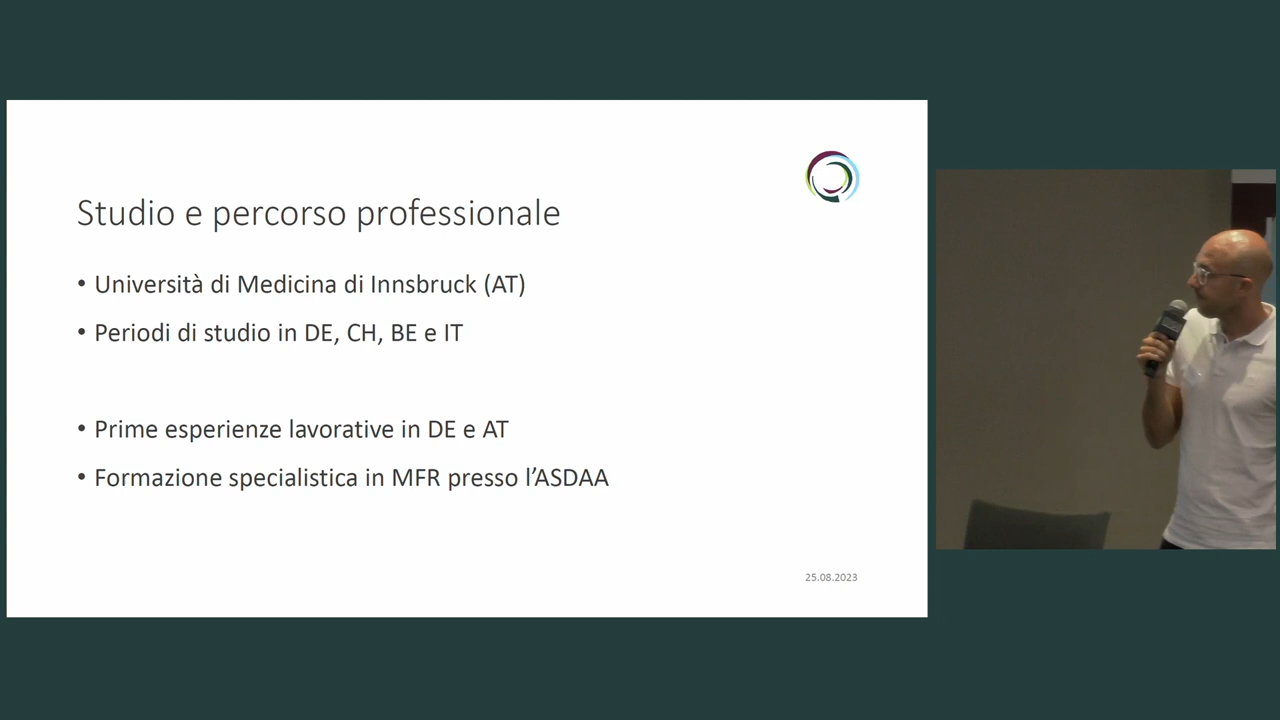 Studio e percorso professionale
• Università di Medicina di Innsbruck (AT)
• Periodi di studio in DE, CH, BE e IT
• Prime esperienze lavorative in DE e AT
• Formazione specialistica in MFR presso l’ASDAA
25.08.2023